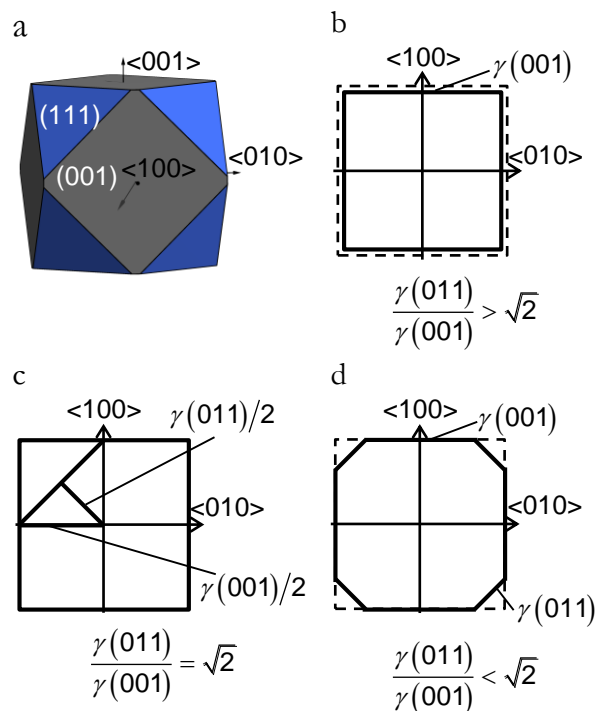 a
<001>
(111)
<010>
<100>
(001)
b
<100>
γ(001)
<010>
γ(011)/γ(001) > √2
c
<100>
γ(011)/2
<010>
γ(001)/2
γ(011)/γ(001) = √2
d
<100>
γ(001)
<010>
γ(011)
γ(011)/γ(001) < √2